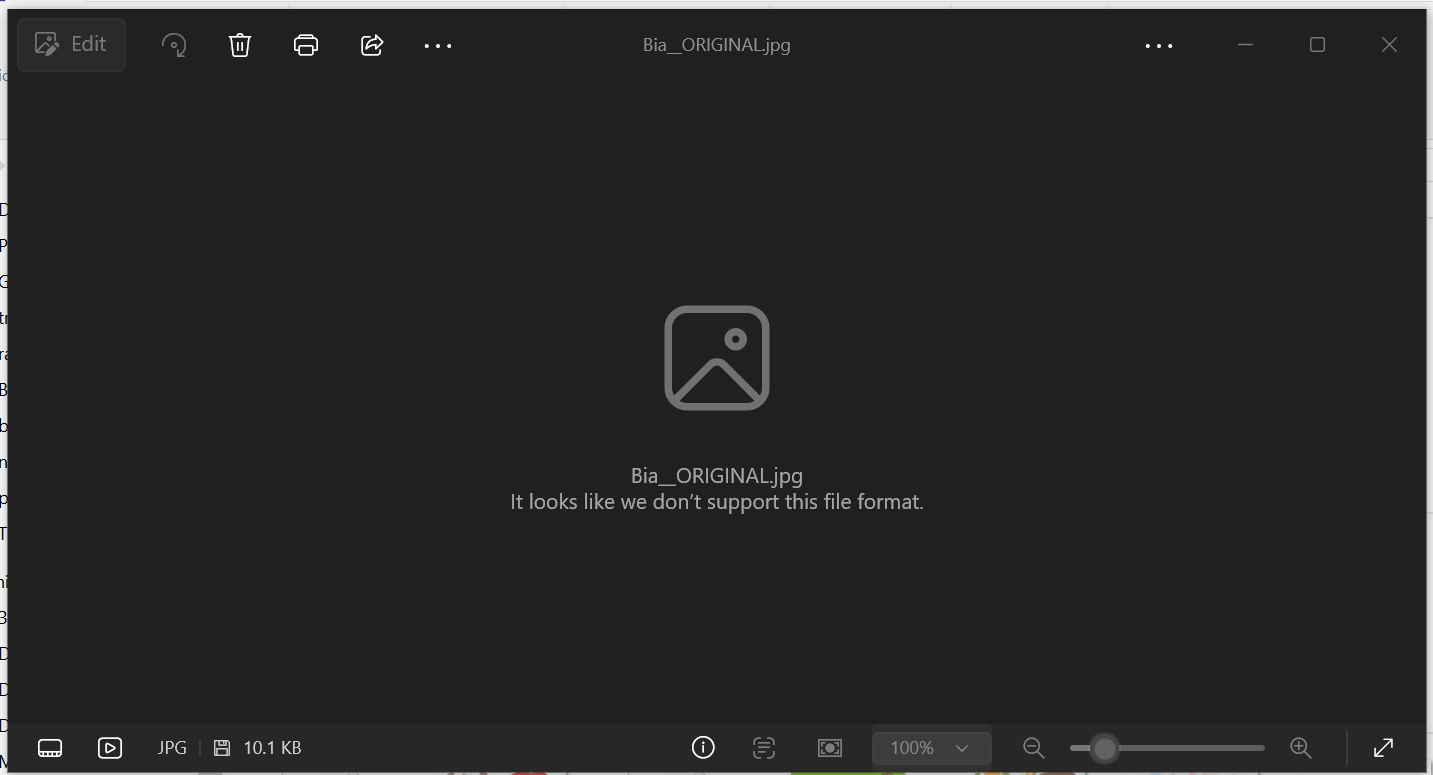 Edit
Bia__ORIGINAL.jpg
Bia__ORIGINAL.jpg
It looks like we don't support this file format.
JPG
10.1 KB
100%